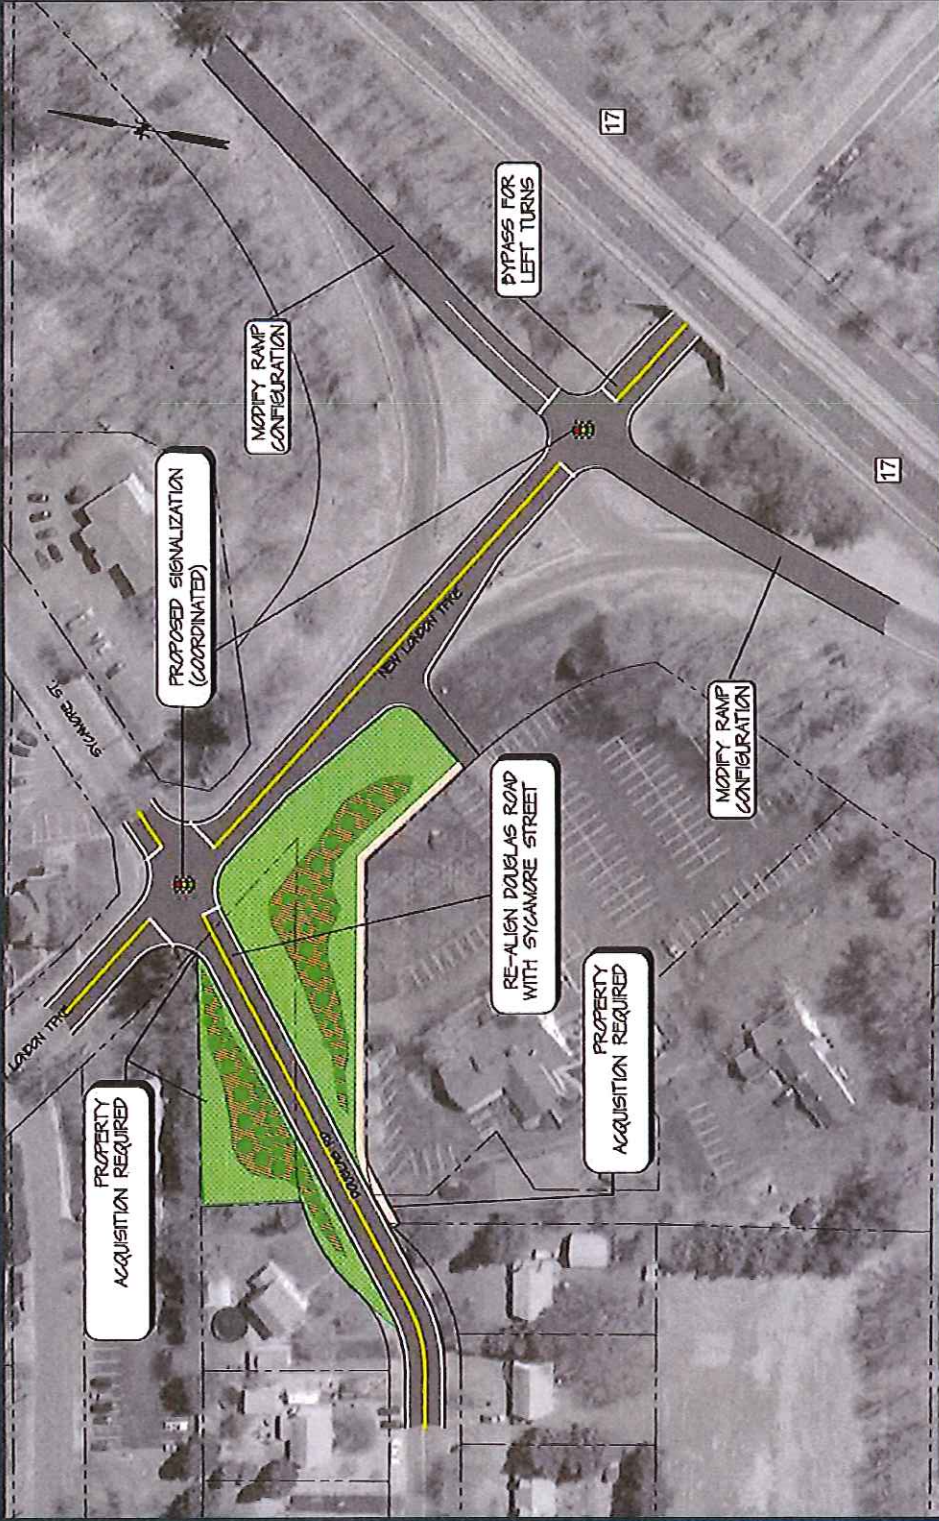 PROPERTY
ACQUISITION REQUIRED
LONDON TPKE
PROPOSED SIGNALIZATION
(COORDINATED)
SYCAMORE ST.
MODIFY RAMP
CONFIGURATION
BYPASS FOR
LEFT TURNS
17
17
NEW LONDON TPKE
DOUGLAS RD
RE-ALIGN DOUGLAS ROAD
WITH SYCAMORE STREET
PROPERTY
ACQUISITION REQUIRED
MODIFY RAMP
CONFIGURATION